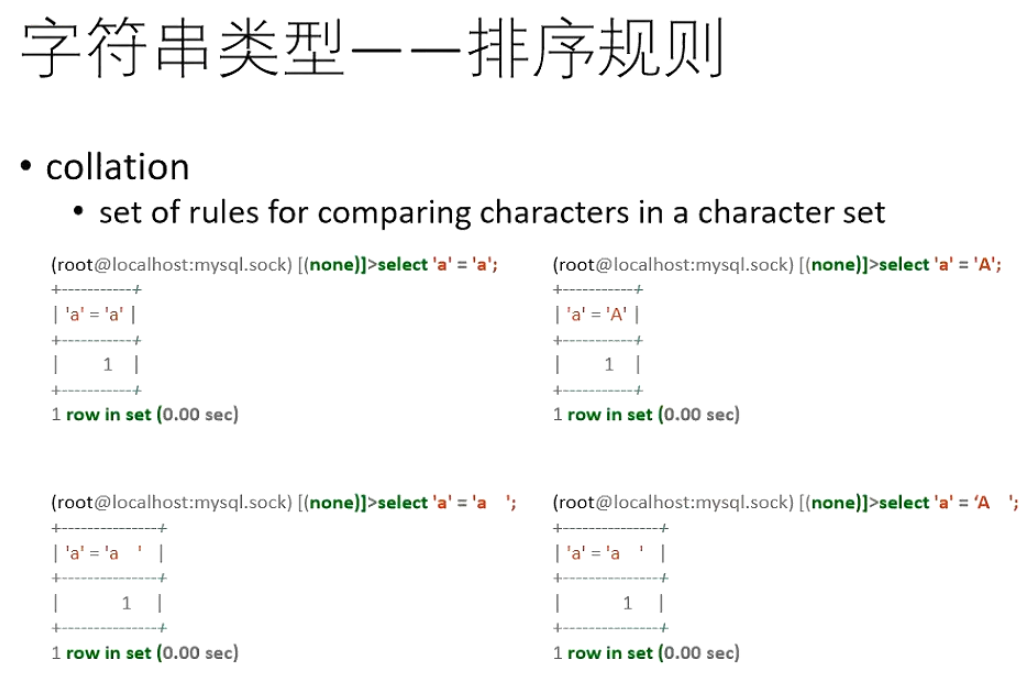 字符串类型——排序规则
• collation
• set of rules for comparing characters in a character set
(root@localhost:mysql.sock) [(none)]>select 'a' = 'a';
+-----------+
| 'a' = 'a' |
+-----------+
|         1 |
+-----------+
1 row in set (0.00 sec)
(root@localhost:mysql.sock) [(none)]>select 'a' = 'A';
+-----------+
| 'a' = 'A' |
+-----------+
|         1 |
+-----------+
1 row in set (0.00 sec)
(root@localhost:mysql.sock) [(none)]>select 'a' = 'a   ';
+---------------+
| 'a' = 'a   ' |
+---------------+
|            1 |
+---------------+
1 row in set (0.00 sec)
(root@localhost:mysql.sock) [(none)]>select 'a' = ‘A   ';
+---------------+
| 'a' = 'a   ' |
+---------------+
|            1 |
+---------------+
1 row in set (0.00 sec)